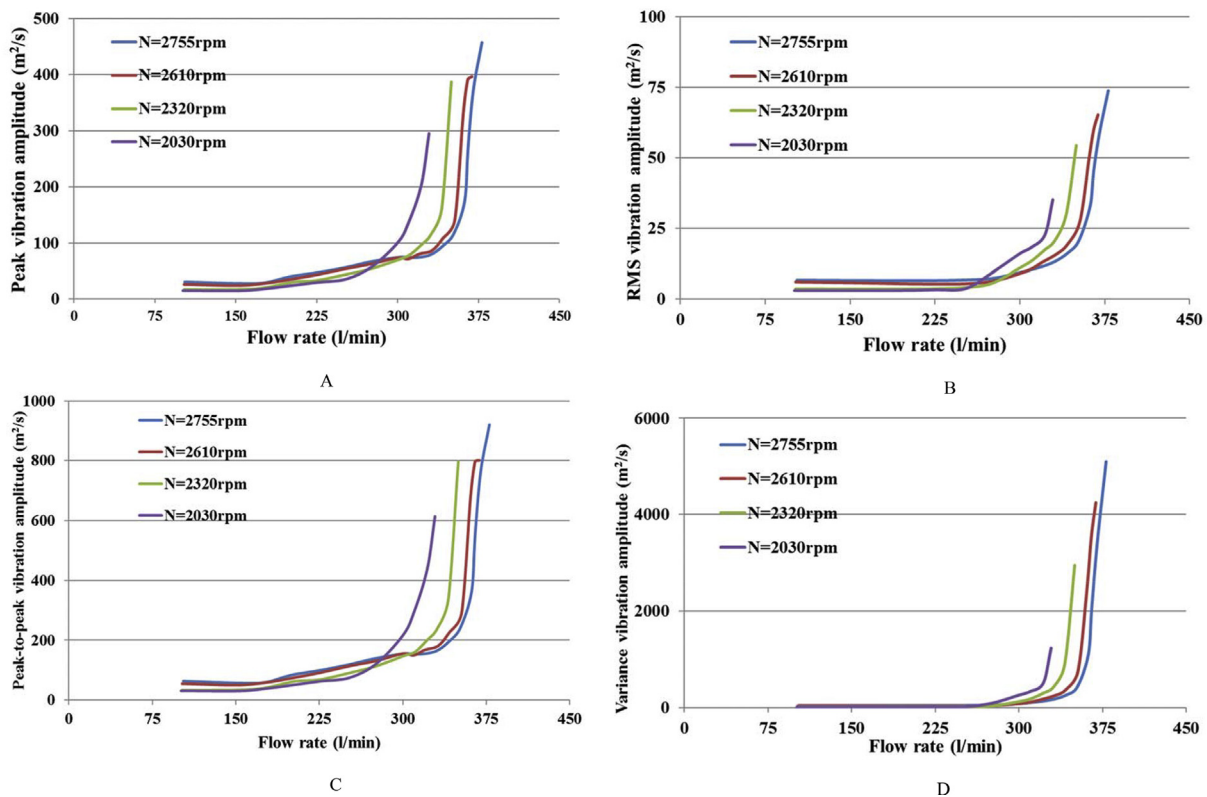 Peak vibration amplitude (m²/s)
500
400
300
200
100
0
N=2755rpm
N=2610rpm
N=2320rpm
N=2030rpm
0 75 150 225 300 375 450
Flow rate (l/min)
A
RMS vibration amplitude (m²/s)
100
75
50
25
0
N=2755rpm
N=2610rpm
N=2320rpm
N=2030rpm
0 75 150 225 300 375 450
Flow rate (l/min)
B
Peak-to-peak vibration amplitude (m²/s)
1000
800
600
400
200
0
N=2755rpm
N=2610rpm
N=2320rpm
N=2030rpm
0 75 150 225 300 375 450
Flow rate (l/min)
C
Variance vibration amplitude (m²/s)
6000
4000
2000
0
N=2755rpm
N=2610rpm
N=2320rpm
N=2030rpm
0 75 150 225 300 375 450
Flow rate (l/min)
D